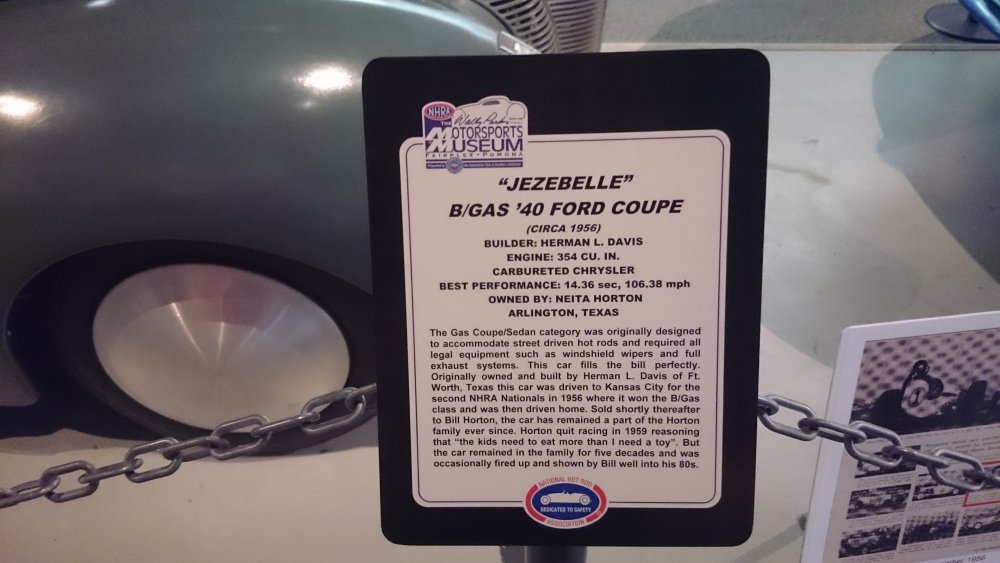 NHRA
THE Wally Parks
MOTORSPORTS
MUSEUM
FAIRPLEX • POMONA
"JEZEBELLE"
B/GAS '40 FORD COUPE
(CIRCA 1956)
BUILDER: HERMAN L. DAVIS
ENGINE: 354 CU. IN.
CARBURETED CHRYSLER
BEST PERFORMANCE: 14.36 sec, 106.38 mph
OWNED BY: NEITA HORTON
ARLINGTON, TEXAS
The Gas Coupe/Sedan category was originally designed
to accommodate street driven hot rods and required all
legal equipment such as windshield wipers and full
exhaust systems. This car fills the bill perfectly.
Originally owned and built by Herman L. Davis of Ft.
Worth, Texas this car was driven to Kansas City for the
second NHRA Nationals in 1956 where it won the B/Gas
class and was then driven home. Sold shortly thereafter
to Bill Horton, the car has remained a part of the Horton
family ever since. Horton quit racing in 1959 reasoning
that "the kids need to eat more than I need a toy". But
the car remained in the family for five decades and was
occasionally fired up and shown by Bill well into his 80s.
NATIONAL HOT ROD
DEDICATED TO SAFETY
ASSOCIATION
1956